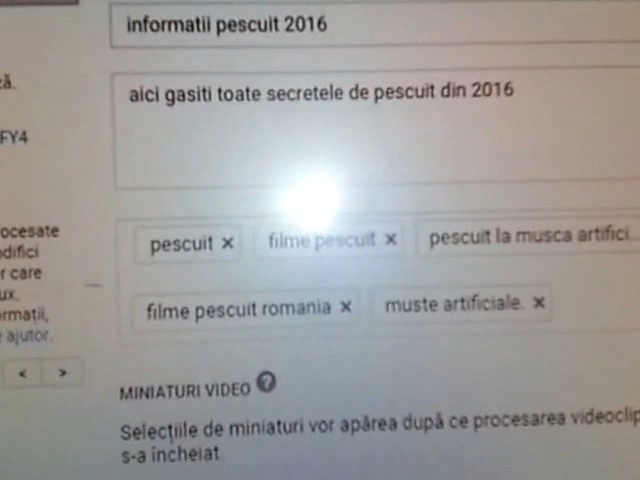 informatii pescuit 2016
aici gasiti toate secretele de pescuit din 2016
ă.
FY4
ocesate
odifici
r care
ux.
ormații,
ajutor.
< >
pescuit × filme pescuit × pescuit la musca artifici...
filme pescuit romania × muste artificiale. ×
MINIATURI VIDEO ?
Selecțiile de miniaturi vor apărea după ce procesarea videoclip
s-a încheiat